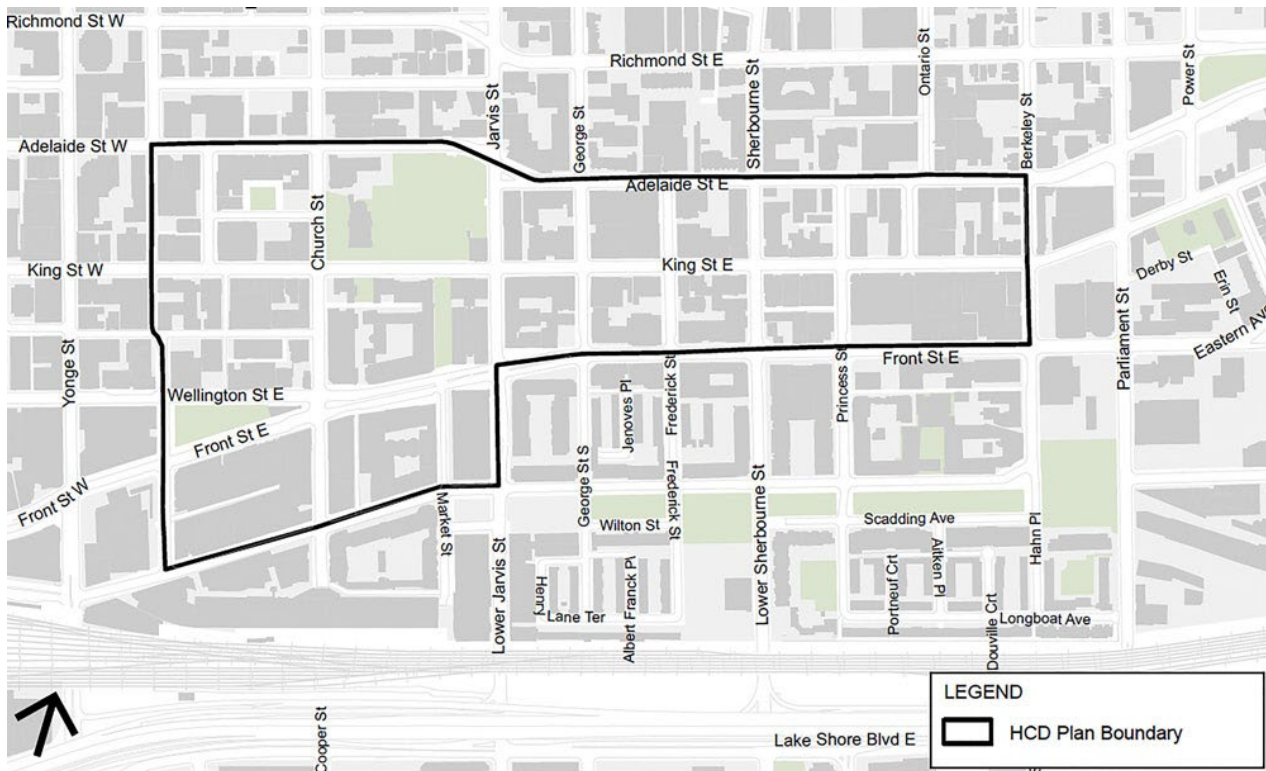 Richmond St W
Richmond St E
Jarvis St
George St
Sherbourne St
Ontario St
Berkeley St
Power St
Adelaide St W
Adelaide St E
Church St
King St W
King St E
Derby St
Erin St
Eastern Ave
Parliament St
Yonge St
Wellington St E
Front St E
Front St E
Front St W
Jenoves Pl
Frederick St
Princess St
George St S
Frederick St
Market St
Wilton St
Lower Jarvis St
Lower Sherbourne St
Scadding Ave
Hahn Pl
Henry
Lane Ter
Albert Franck Pl
Portneuf Crt
Aitken Pl
Douville Crt
Longboat Ave
Cooper St
Lake Shore Blvd E
LEGEND
HCD Plan Boundary